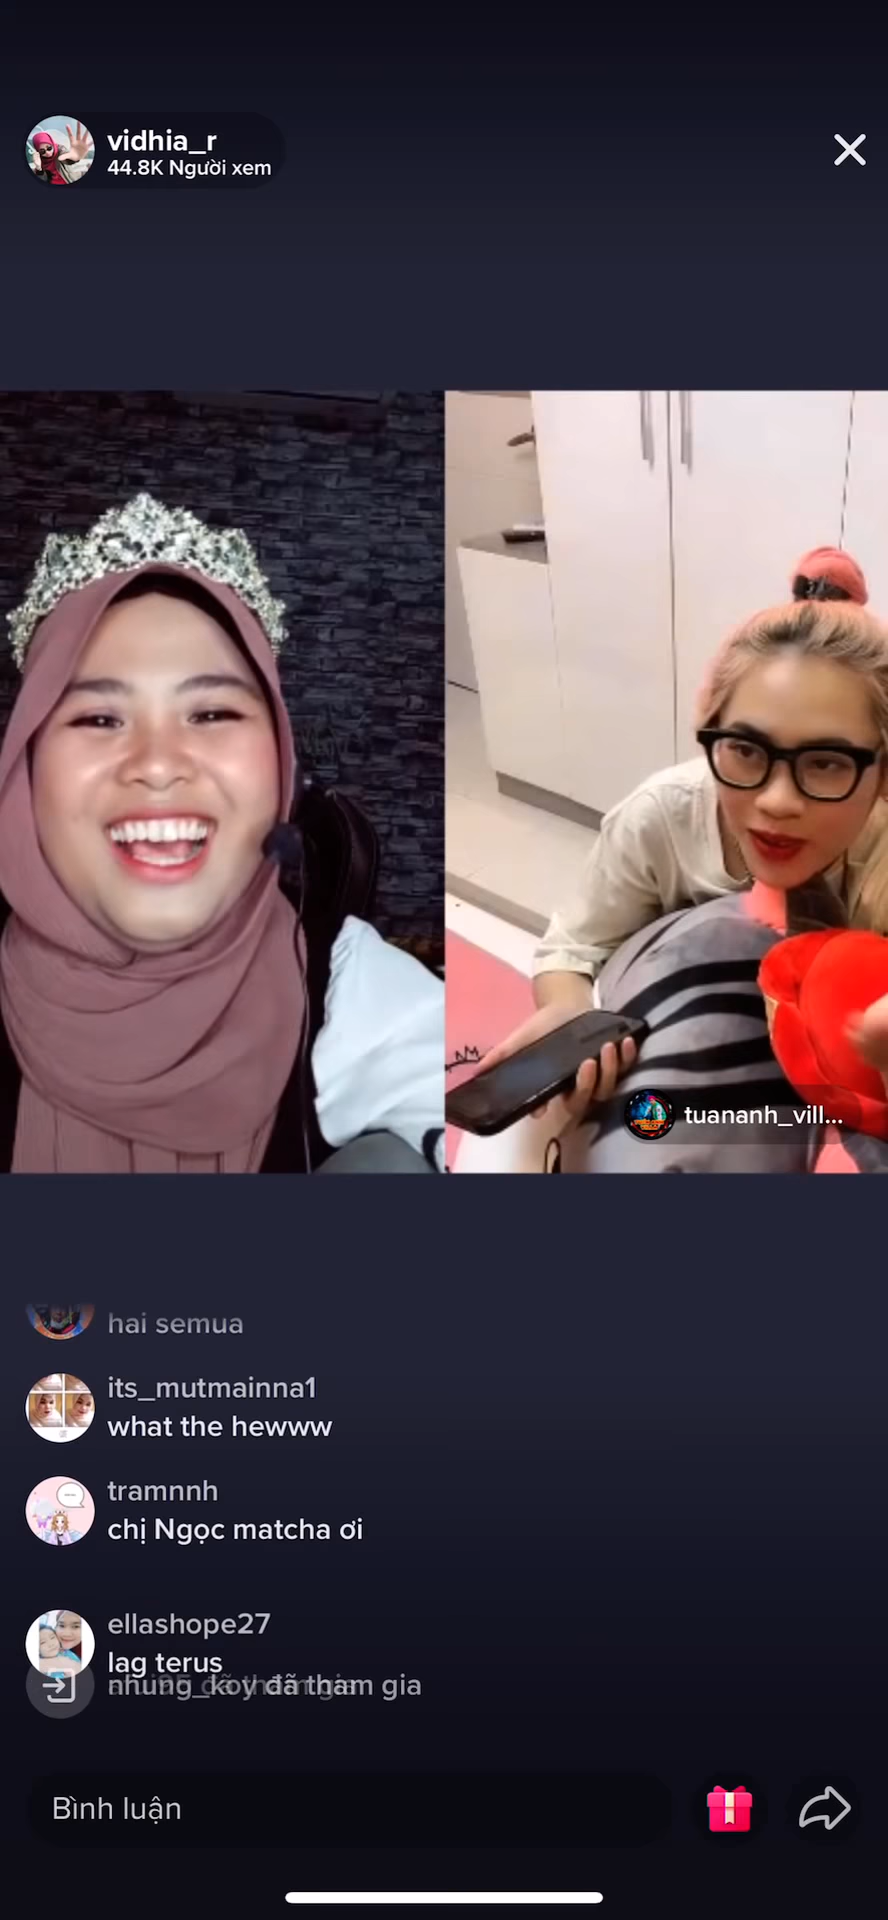 vidhia_r
44.8K Người xem
tuananh_vill...
hai semua
its_mutmainna1
what the hewww
tramnnh
chị Ngọc matcha ơi
ellashope27
lag terus
nhung_koy đã tham gia
Bình luận